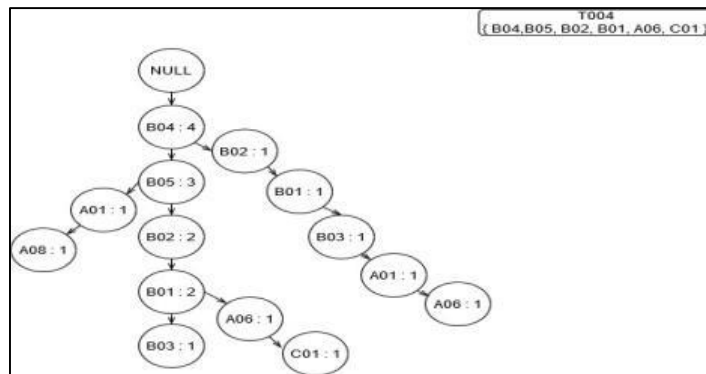 T004
{ B04,B05, B02, B01, A06, C01 }
NULL
B04 : 4
B02 : 1
B05 : 3
B01 : 1
A01 : 1
B02 : 2
B03 : 1
A08 : 1
A01 : 1
B01 : 2
A06 : 1
A06 : 1
B03 : 1
C01 : 1